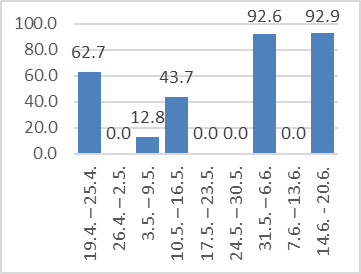 100.0
80.0
60.0
40.0
20.0
0.0
62.7
0.0
12.8
43.7
0.0
0.0
92.6
0.0
92.9
19.4. – 25.4.
26.4. – 2.5.
3.5. – 9.5.
10.5. – 16.5.
17.5. – 23.5.
24.5. – 30.5.
31.5. – 6.6.
7.6. – 13.6.
14.6. - 20.6.